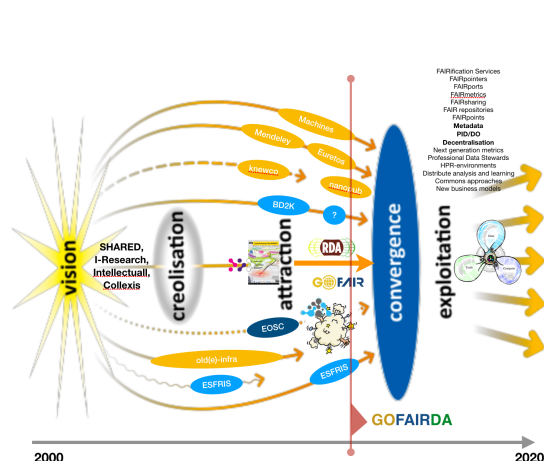 FAIRification Services
FAIRpointers
FAIRports
FAIRmetrics
FAIRsharing
FAIR repositories
FAIRpoints
Metadata
PID/DO
Decentralisation
Next generation metrics
Professional Data Stewards
HPR-environments
Distribute analysis and learning
Commons approaches
New business models
Machines
Mendeley
Euretos
knewco
nanopub
BD2K
?
vision
SHARED,
I-Research,
Intellectuall,
Collexis
creolisation
attraction
RDA
GOFAIR
convergence
exploitation
EOSC
old(e)-infra
ESFRIS
ESFRIS
GOFAIRDA
2000
2020